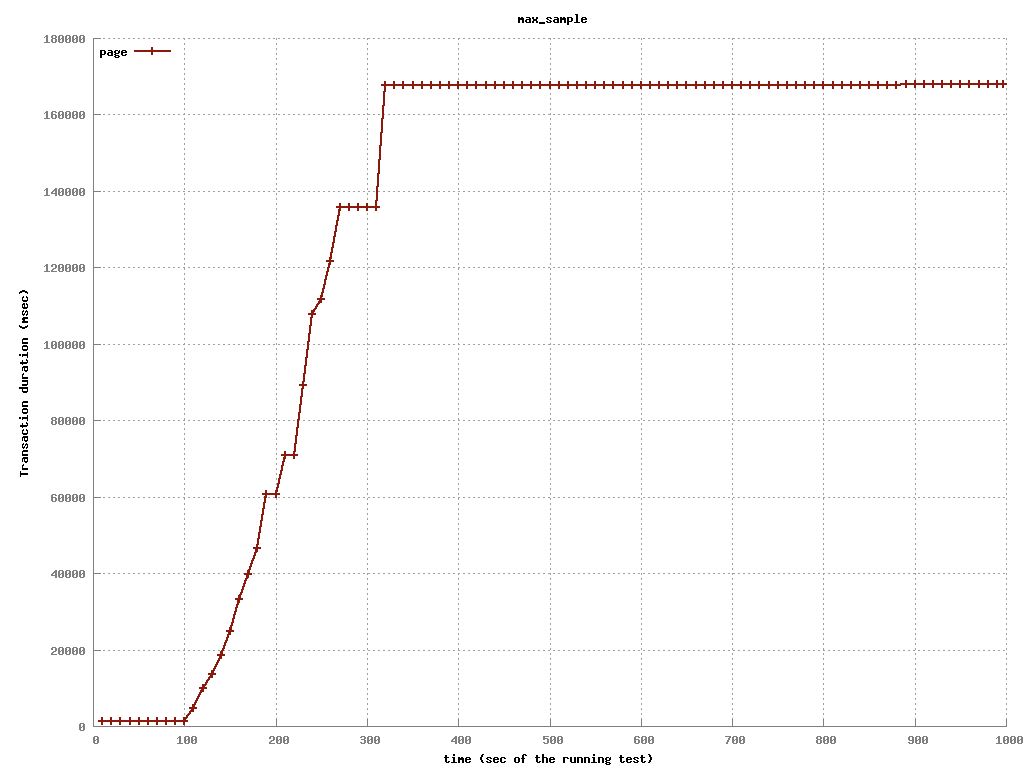 max_sample
page
180000
160000
140000
120000
100000
80000
60000
40000
20000
0
Transaction duration (msec)
0 100 200 300 400 500 600 700 800 900 1000
time (sec of the running test)